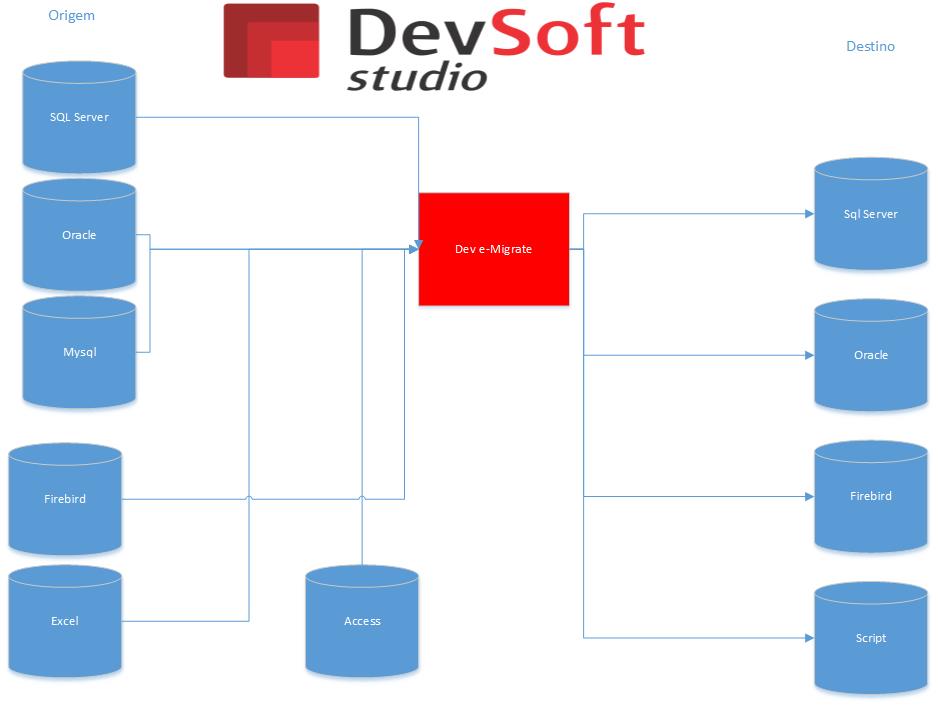 Origem
DevSoft
studio
Destino
SQL Server
Oracle
Mysql
Firebird
Excel
Access
Dev e-Migrate
Sql Server
Oracle
Firebird
Script